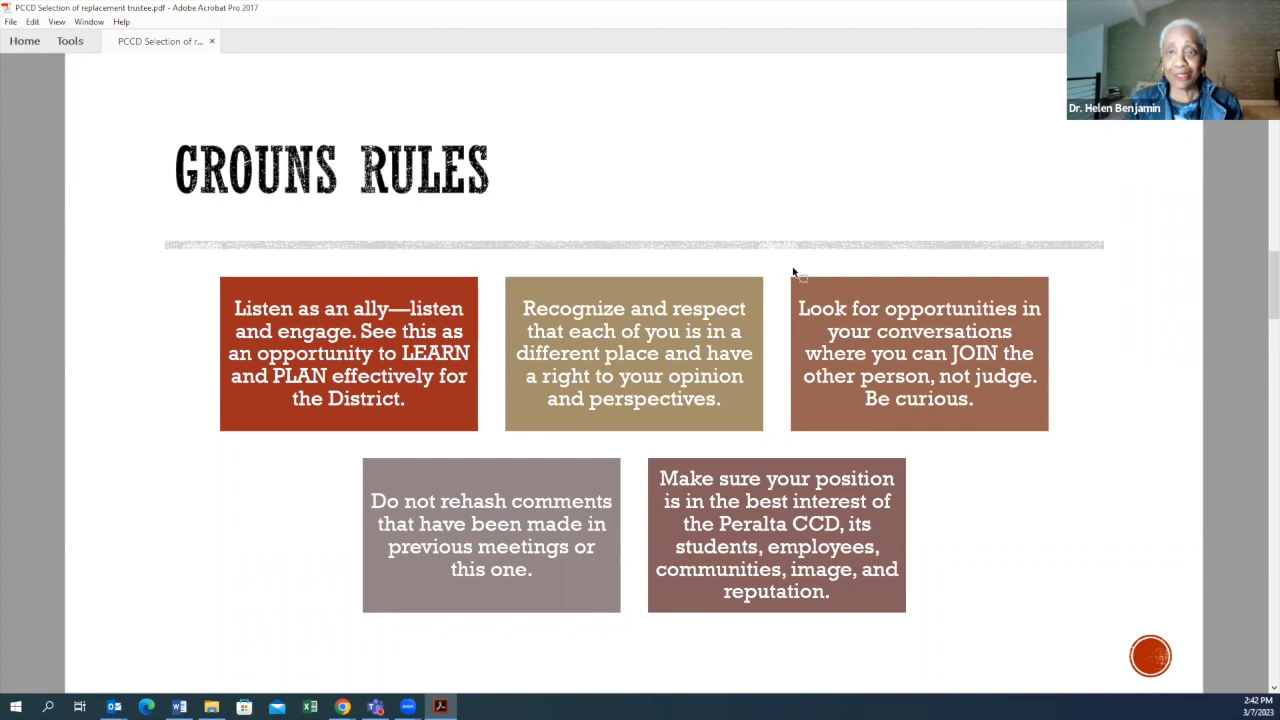 PCCD Selection of replacement trustee.pdf - Adobe Acrobat Pro 2017
File Edit View Window Help
Home Tools PCCD Selection of r... ×
Dr. Helen Benjamin
GROUNS RULES
Listen as an ally—listen
and engage. See this as
an opportunity to LEARN
and PLAN effectively for
the District.
Recognize and respect
that each of you is in a
different place and have
a right to your opinion
and perspectives.
Look for opportunities in
your conversations
where you can JOIN the
other person, not judge.
Be curious.
Do not rehash comments
that have been made in
previous meetings or
this one.
Make sure your position
is in the best interest of
the Peralta CCD, its
students, employees,
communities, image, and
reputation.
2:42 PM
3/7/2023